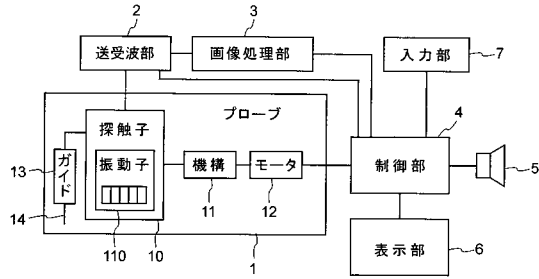 2
3
送受波部
画像処理部
入力部
7
プローブ
4
探触子
振動子
ガイド
13
14
機構
モータ
11
12
制御部
5
110
10
1
表示部
6